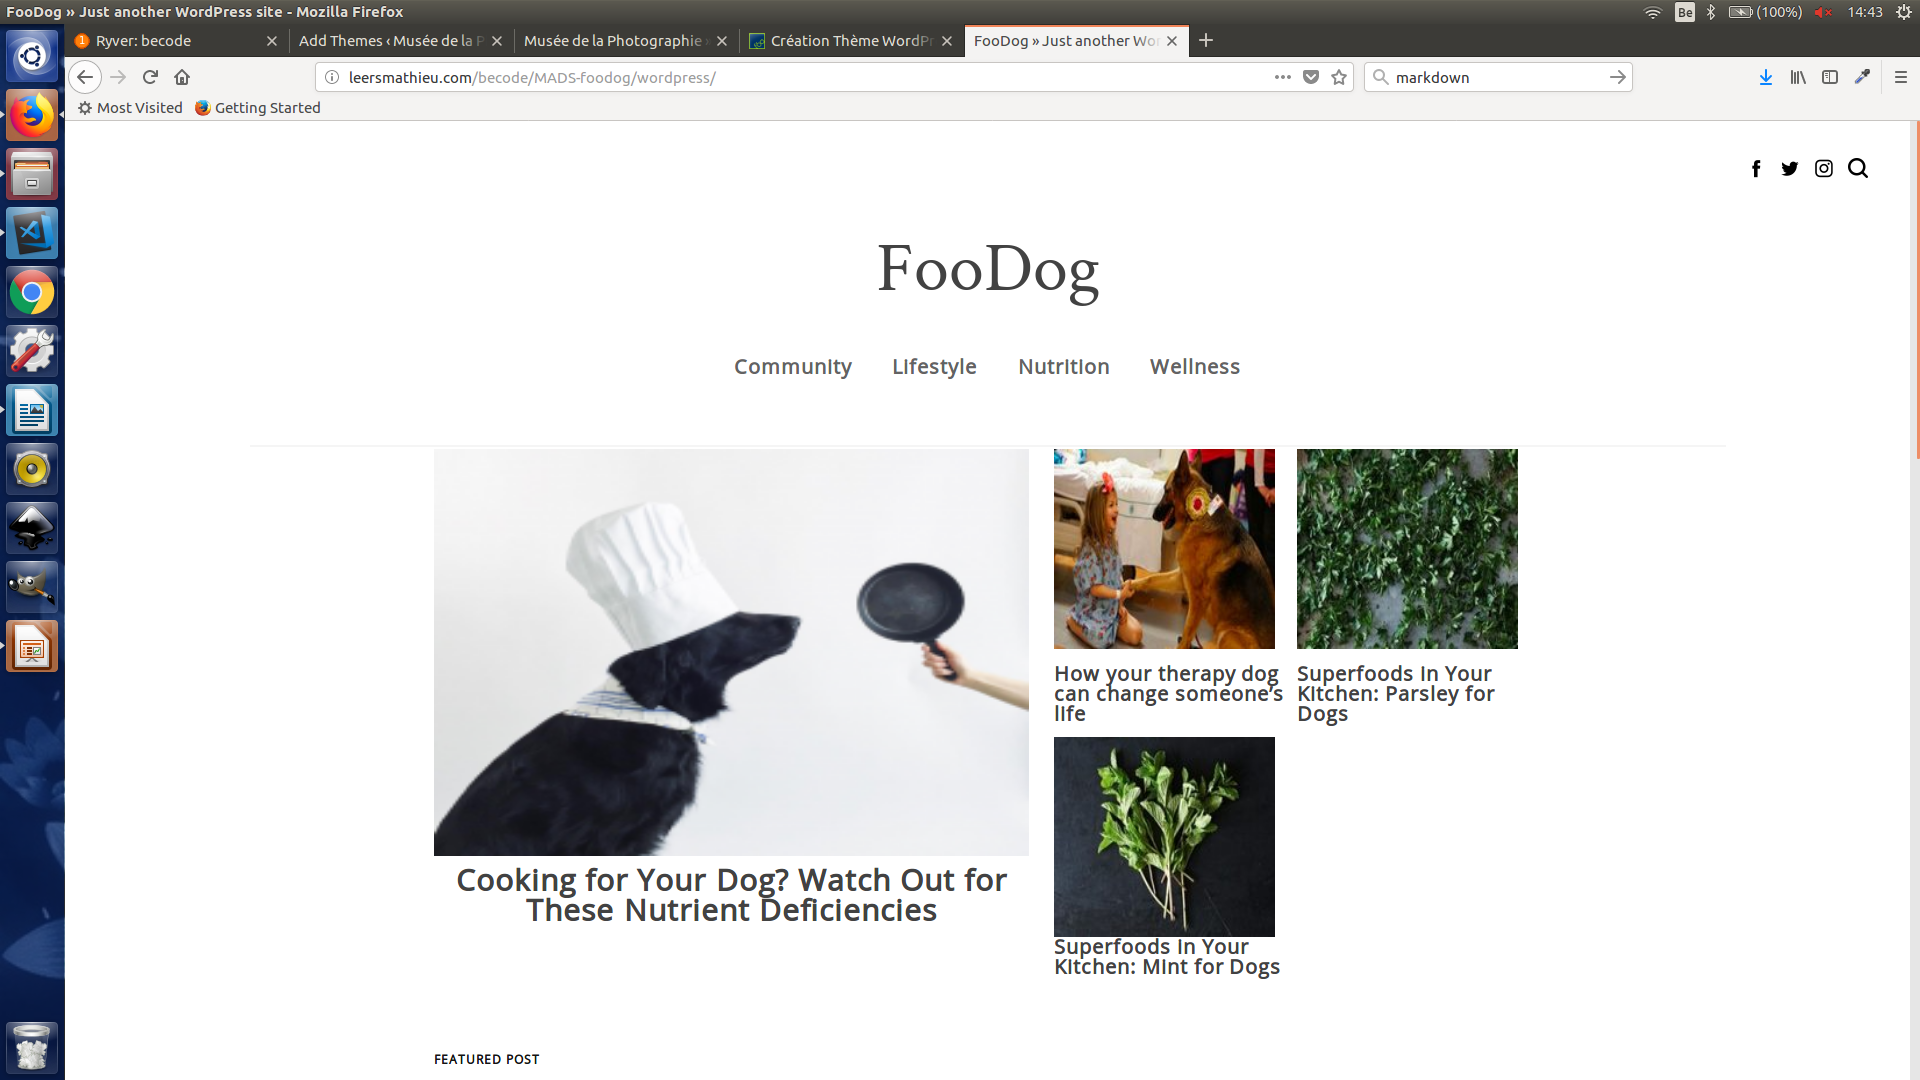 FooDog » Just another WordPress site - Mozilla Firefox
Be
(100%)
14:43
1 Ryver: becode
Add Themes ‹ Musée de la P
Musée de la Photographie »
Création Thème WordPr
FooDog » Just another Wor
leersmathieu.com/becode/MADS-foodog/wordpress/
markdown
Most Visited
Getting Started
FooDog
Community
Lifestyle
Nutrition
Wellness
Cooking for Your Dog? Watch Out for
These Nutrient Deficiencies
How your therapy dog
can change someone's
life
Superfoods In Your
Kitchen: Parsley for
Dogs
Superfoods In Your
Kitchen: Mint for Dogs
FEATURED POST